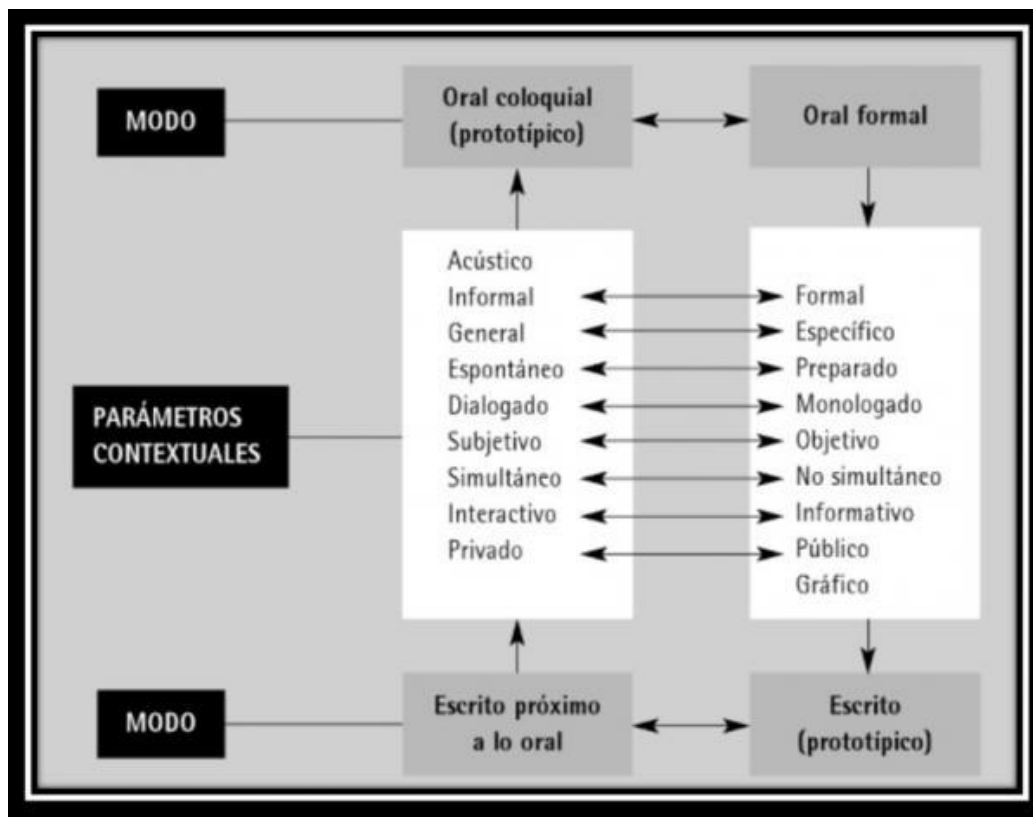 MODO
Oral coloquial
(prototípico)
Oral formal
PARÁMETROS
CONTEXTUALES
Acústico
Informal
General
Espontáneo
Dialogado
Subjetivo
Simultáneo
Interactivo
Privado
Formal
Específico
Preparado
Monologado
Objetivo
No simultáneo
Informativo
Público
Gráfico
MODO
Escrito próximo
a lo oral
Escrito
(prototípico)